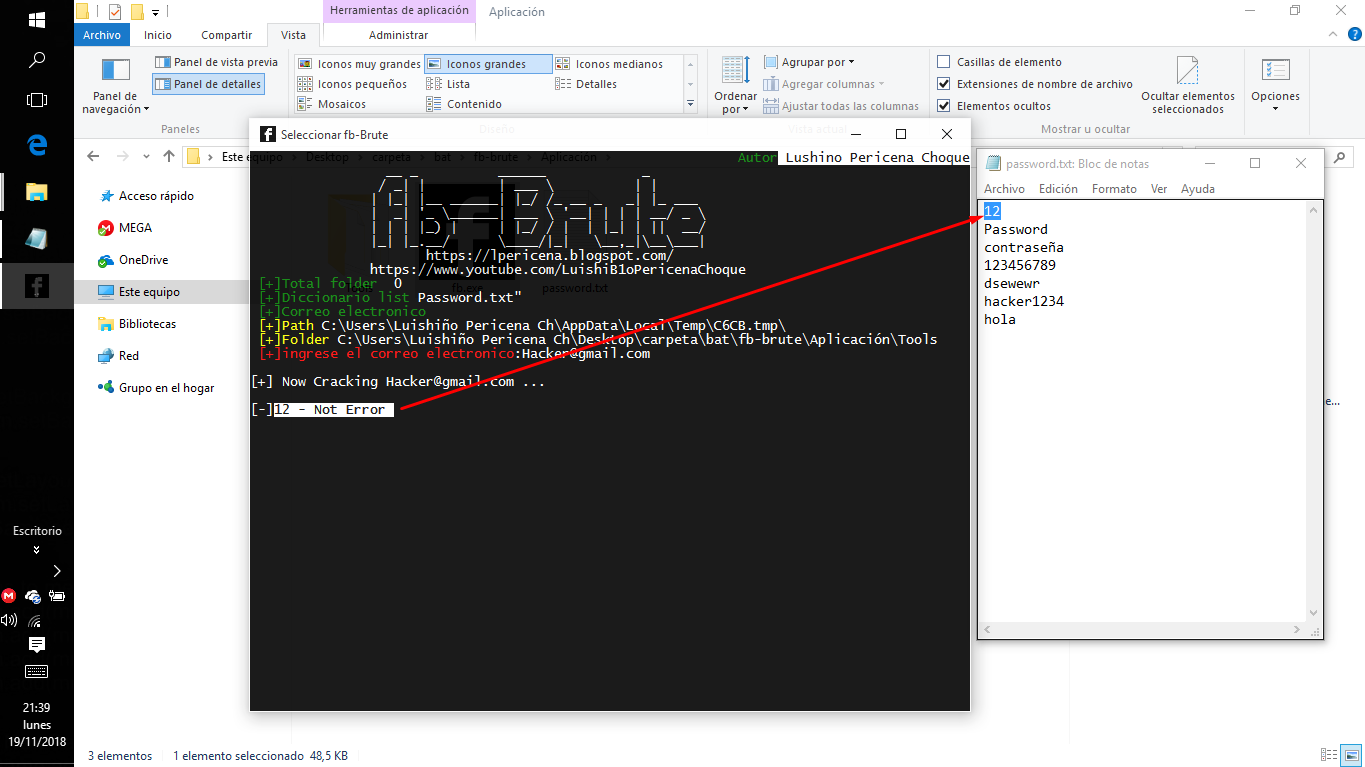 Herramientas de aplicación
Aplicación
Archivo
Inicio
Compartir
Vista
Administrar
Panel de navegación
Panel de vista previa
Panel de detalles
Paneles
Iconos muy grandes
Iconos grandes
Iconos medianos
Iconos pequeños
Lista
Detalles
Mosaicos
Contenido
Diseño
Ordenar por
Agrupar por
Agregar columnas
Ajustar todas las columnas
Vista actual
Casillas de elemento
Extensiones de nombre de archivo
Elementos ocultos
Ocultar elementos seleccionados
Mostrar u ocultar
Opciones
Este equipo > Desktop > carpeta > bat > fb-brute > Aplicación >
Acceso rápido
MEGA
OneDrive
Este equipo
Bibliotecas
Red
Grupo en el hogar
Seleccionar fb-Brute
Autor Lushino Pericena Choque
fb-Brute
https://lpericena.blogspot.com/
https://www.youtube.com/LuishiB1oPericenaChoque
[+]Total folder 0
[+]Diccionario list Password.txt"
[+]Correo electronico
[+]Path C:\Users\Luishiño Pericena Ch\AppData\Local\Temp\C6CB.tmp\
[+]Folder C:\Users\Luishiño Pericena Ch\Desktop\carpeta\bat\fb-brute\Aplicación\Tools
[+]ingrese el correo electronico:Hacker@gmail.com
[+] Now Cracking Hacker@gmail.com ...
[-]12 - Not Error
fb.exe
password.txt
password.txt: Bloc de notas
Archivo Edición Formato Ver Ayuda
12
Password
contraseña
123456789
dsewewr
hacker1234
hola
e...
Escritorio
21:39
lunes
19/11/2018
3 elementos
1 elemento seleccionado 48,5 KB